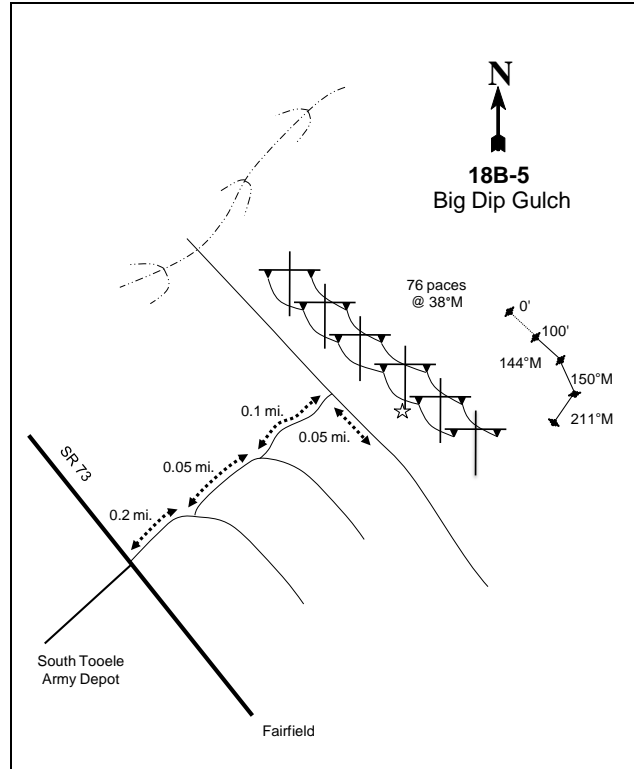 N
18B-5
Big Dip Gulch
76 paces
@ 38°M
0'
100'
144°M
150°M
211°M
0.1 mi.
0.05 mi.
0.05 mi.
0.2 mi.
SR 73
South Tooele
Army Depot
Fairfield